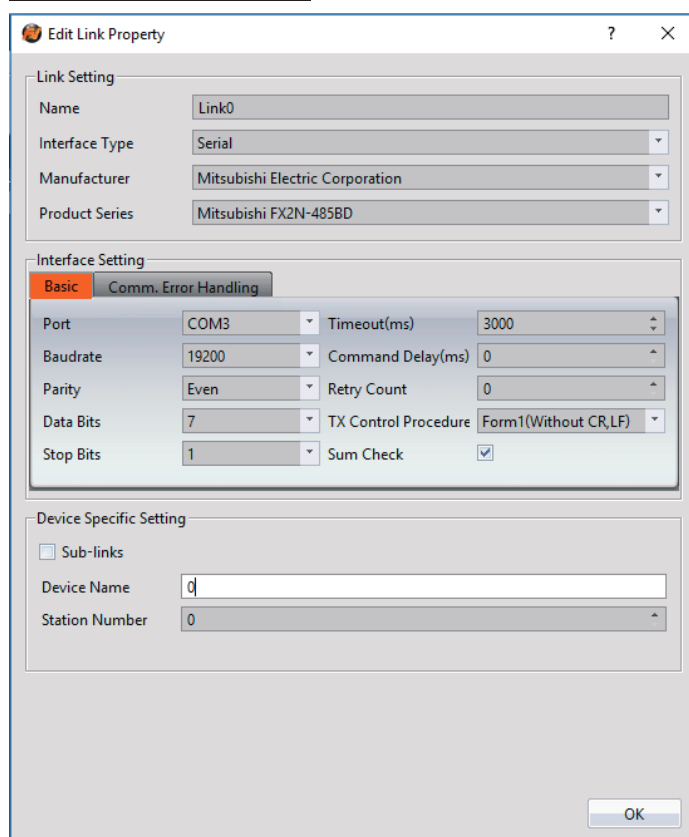 Edit Link Property ? ×
Link Setting
Name Link0
Interface Type Serial
Manufacturer Mitsubishi Electric Corporation
Product Series Mitsubishi FX2N-485BD
Interface Setting
Basic Comm. Error Handling
Port COM3 Timeout(ms) 3000
Baudrate 19200 Command Delay(ms) 0
Parity Even Retry Count 0
Data Bits 7 TX Control Procedure Form1(Without CR,LF)
Stop Bits 1 Sum Check
Device Specific Setting
Sub-links
Device Name 0
Station Number 0
OK